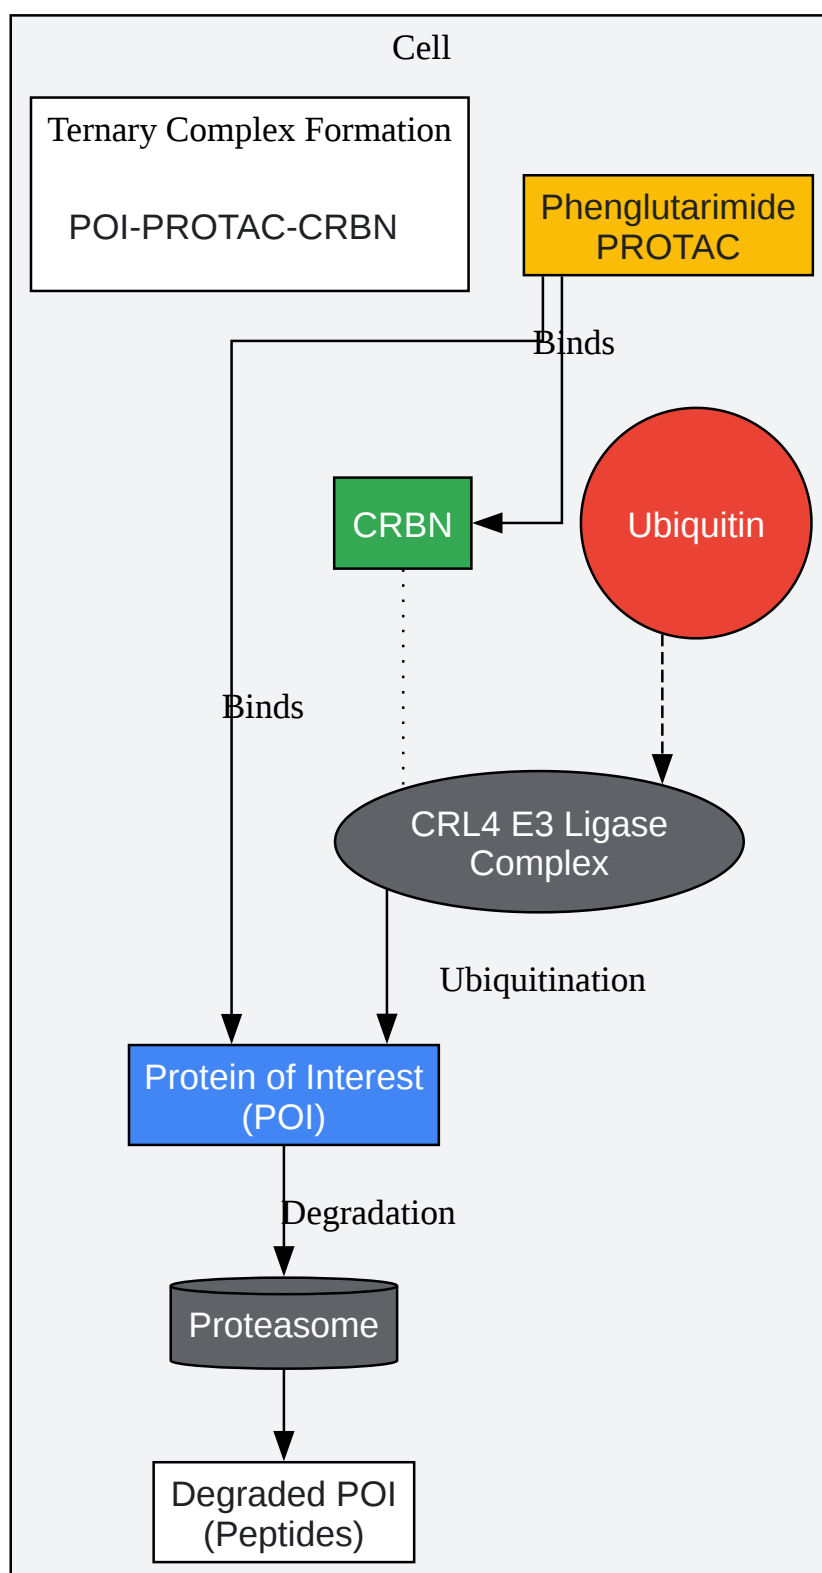 Cell
Ternary Complex Formation
POI-PROTAC-CRBN
Phenglutarimide
PROTAC
Binds
CRBN
Ubiquitin
Binds
CRL4 E3 Ligase
Complex
Ubiquitination
Protein of Interest
(POI)
Degradation
Proteasome
Degraded POI
(Peptides)